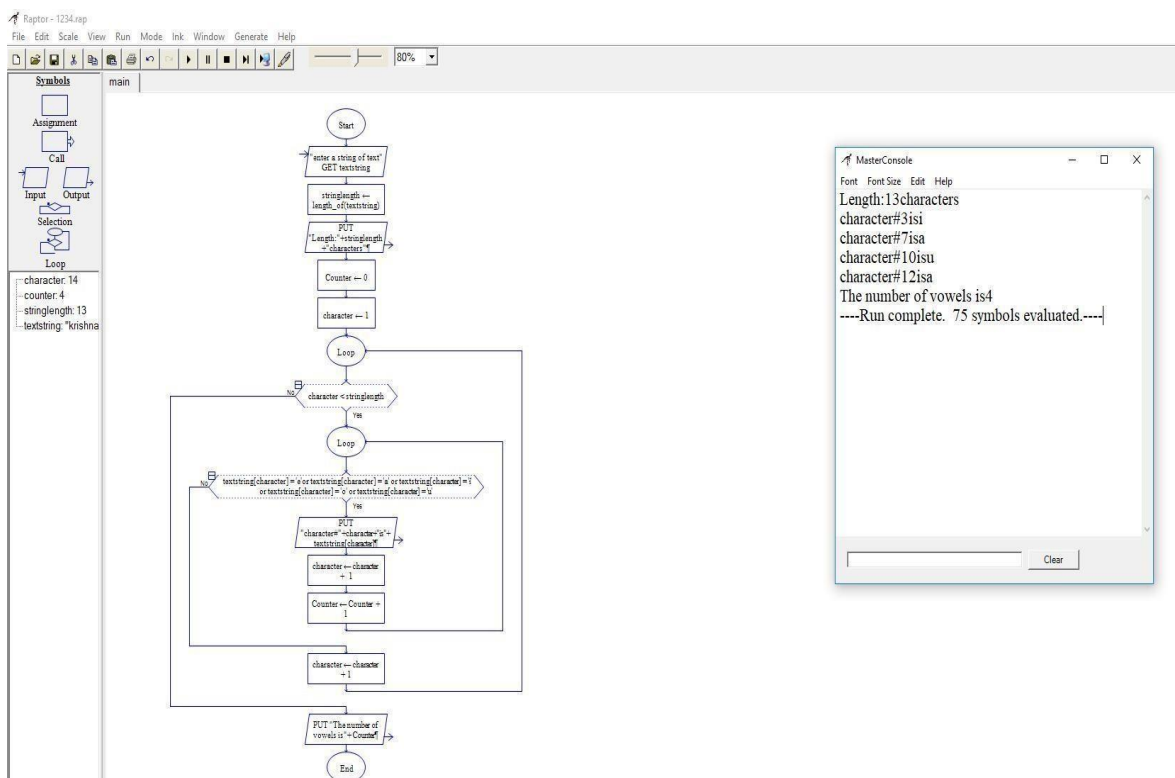 Raptor - 1234.rap
File Edit Scale View Run Mode Ink Window Generate Help
80%
Symbols
main
Assignment
Call
Input Output
Selection
Loop
character: 14
counter: 4
stringlength: 13
textstring: "krishna
Start
"enter a string of text"
GET textstring
stringlength ←
length_of(textstring)
PUT
"Length:"+stringlength
+"characters"¶
Counter ← 0
character ← 1
Loop
No
character < stringlength
Yes
Loop
No
textstring[character] = 'e' or textstring[character] = 'a' or textstring[character] = 'i'
or textstring[character] = 'o' or textstring[character] = 'u'
Yes
PUT
"character#"+character+"is"+
textstring[character]¶
character ← character
+ 1
Counter ← Counter +
1
character ← character
+ 1
PUT "The number of
vowels is"+Counter¶
End
MasterConsole
Font Font Size Edit Help
Length:13characters
character#3isi
character#7isa
character#10isu
character#12isa
The number of vowels is4
----Run complete. 75 symbols evaluated.----
Clear